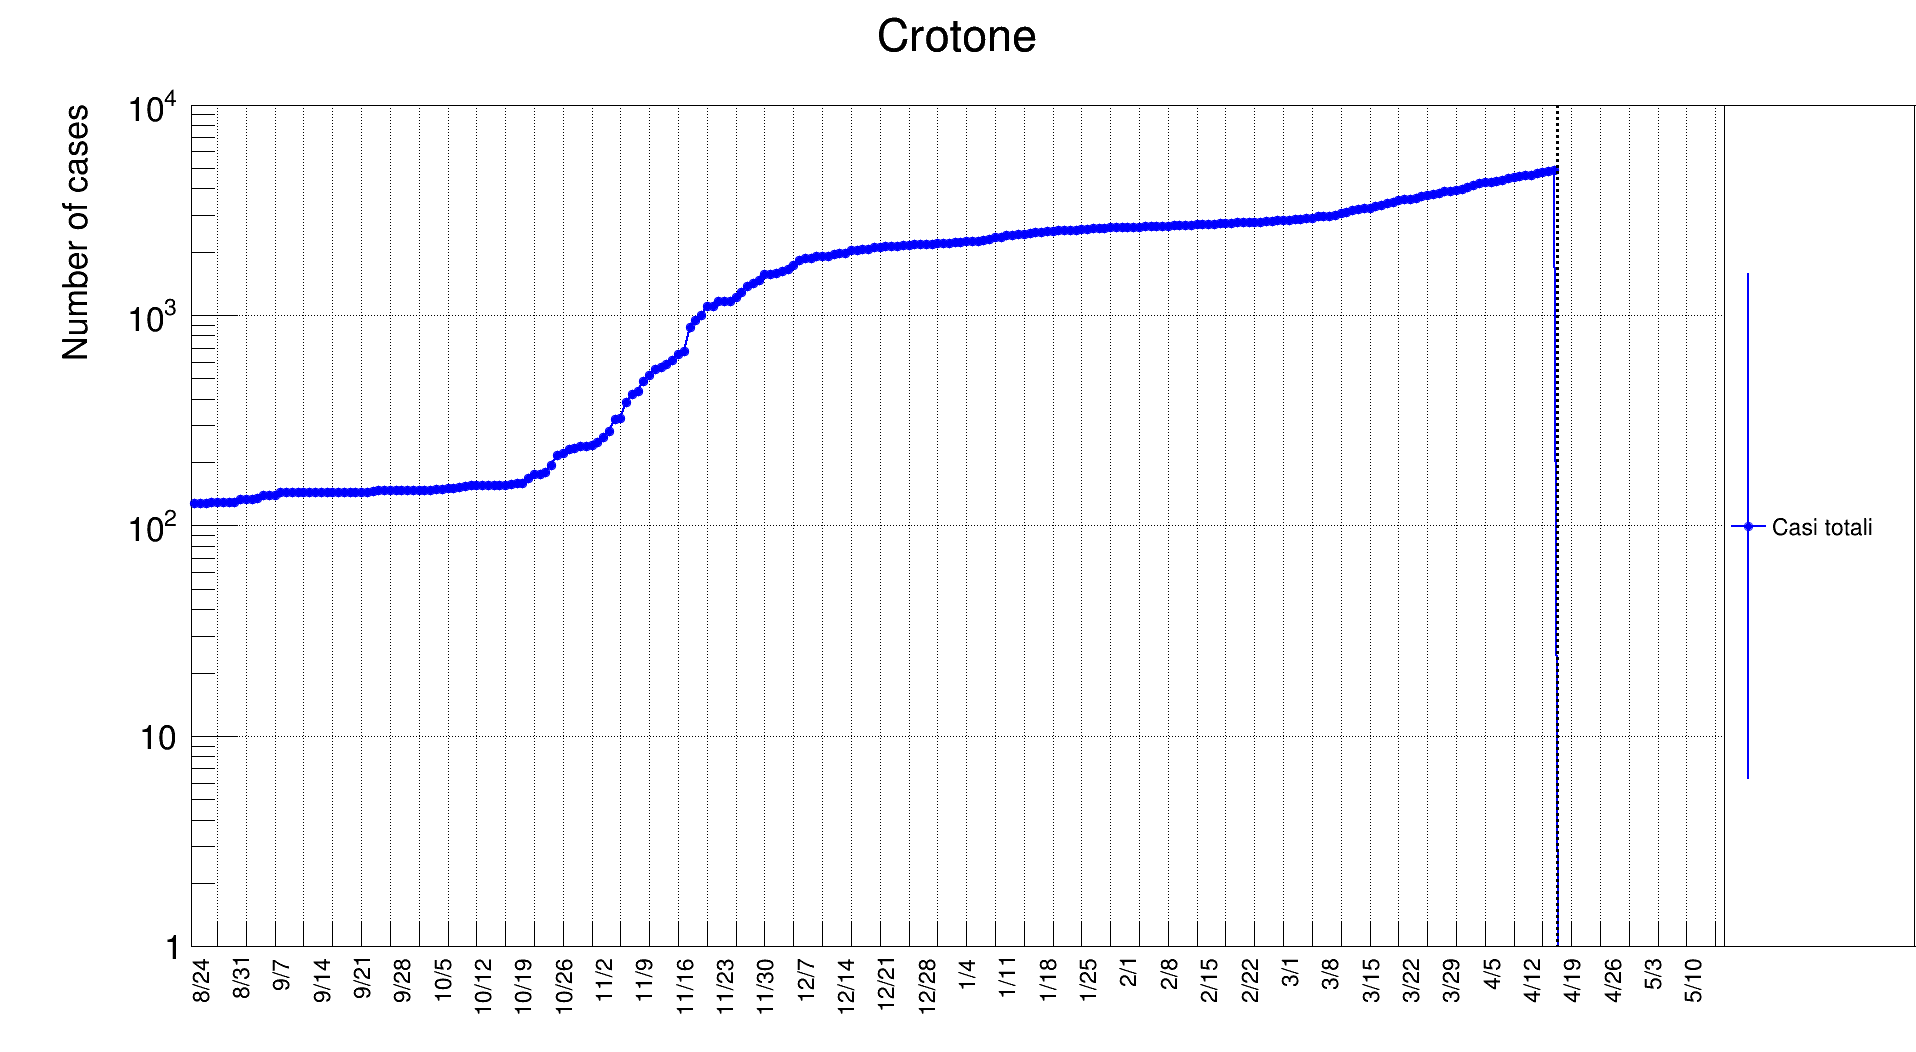 Crotone
Number of cases
10^4
10^3
10^2
10
1
8/24 8/31 9/7 9/14 9/21 9/28 10/5 10/12 10/19 10/26 11/2 11/9 11/16 11/23 11/30 12/7 12/14 12/21 12/28 1/4 1/11 1/18 1/25 2/1 2/8 2/15 2/22 3/1 3/8 3/15 3/22 3/29 4/5 4/12 4/19 4/26 5/3 5/10
Casi totali